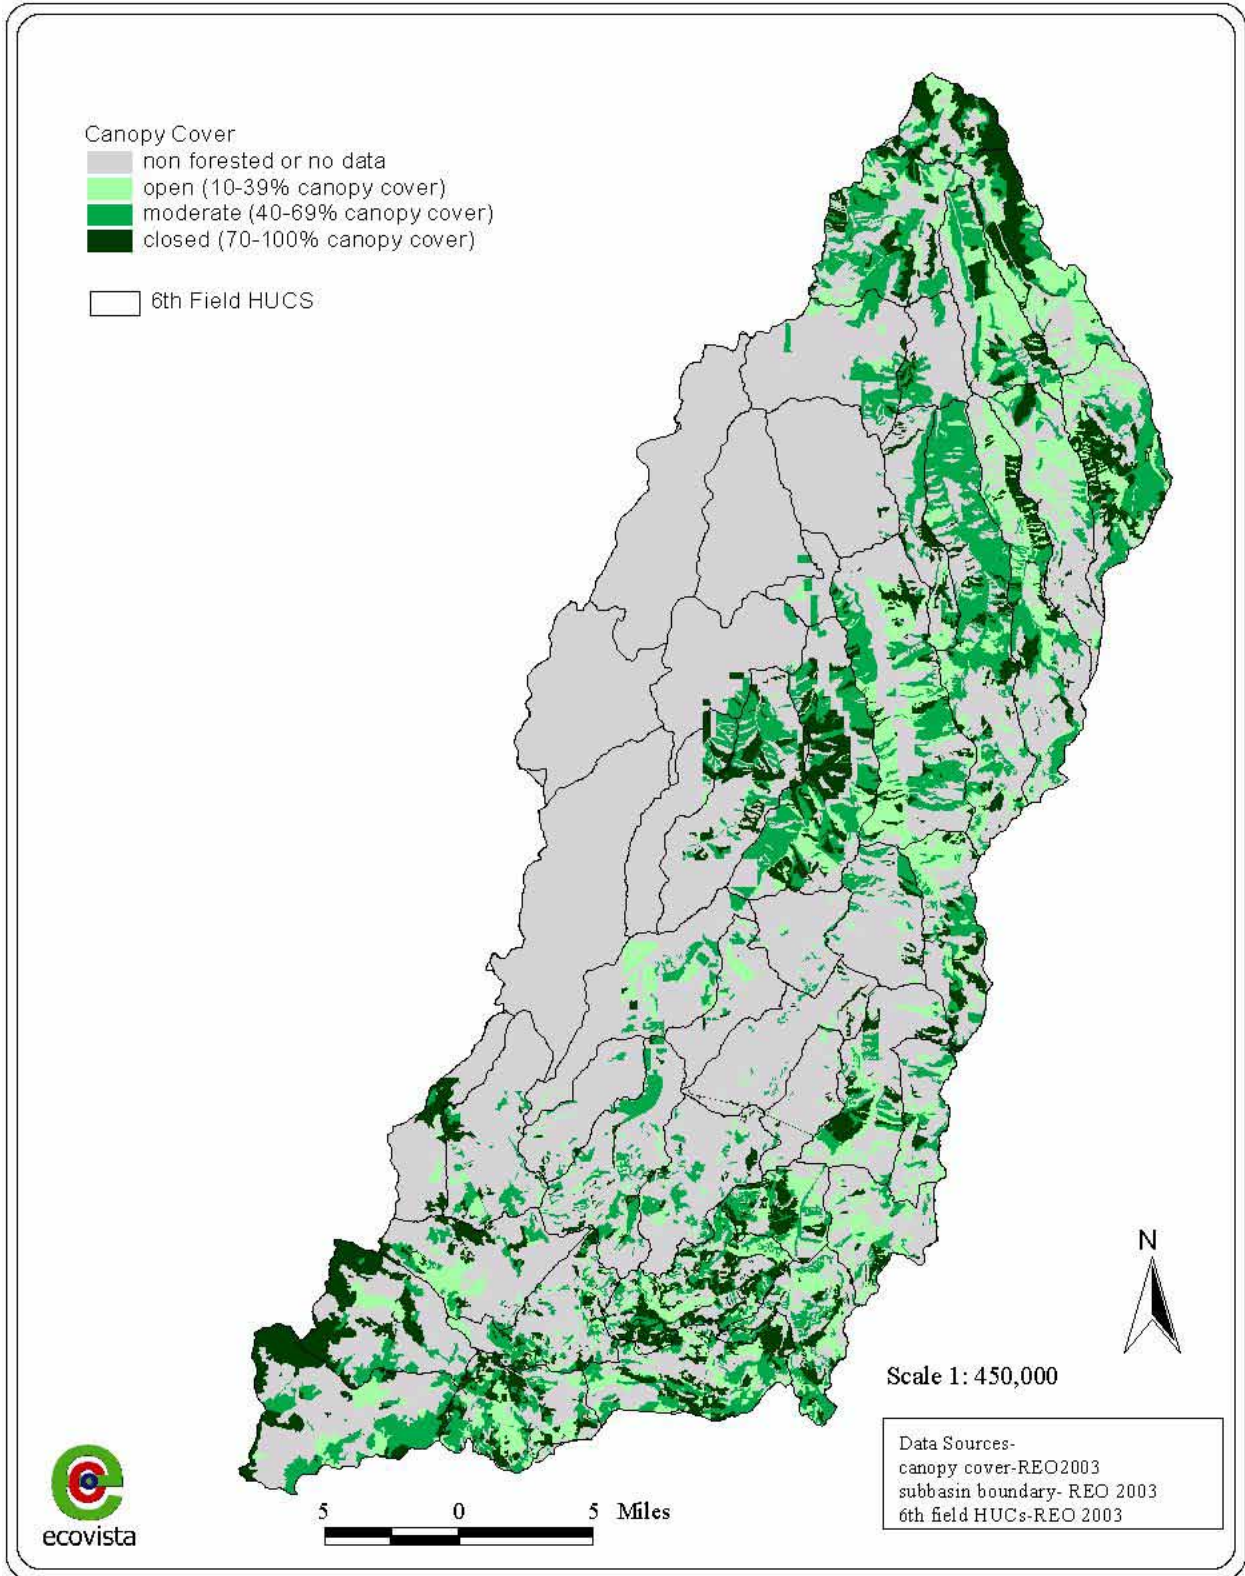 Canopy Cover
non forested or no data
open (10-39% canopy cover)
moderate (40-69% canopy cover)
closed (70-100% canopy cover)
6th Field HUCS
N
Scale 1: 450,000
Data Sources-
canopy cover-REO2003
subbasin boundary- REO 2003
6th field HUCs-REO 2003
5 0 5 Miles
ecovista